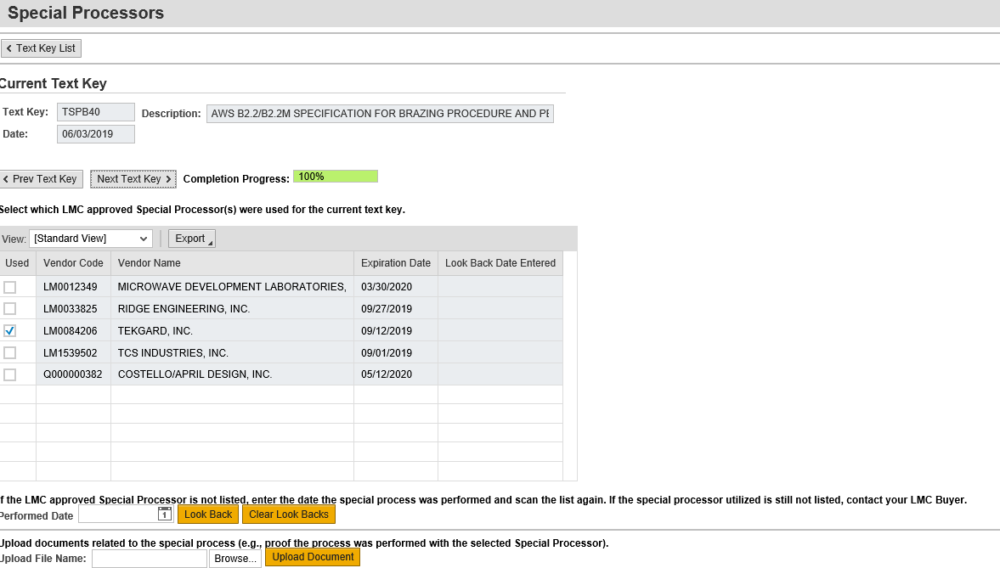 Special Processors
Text Key List
Current Text Key
Text Key: TSPB40 Description: AWS B2.2/B2.2M SPECIFICATION FOR BRAZING PROCEDURE AND PE
Date: 06/03/2019
Prev Text Key Next Text Key Completion Progress: 100%
Select which LMC approved Special Processor(s) were used for the current text key.
View: [Standard View] Export
Used Vendor Code Vendor Name Expiration Date Look Back Date Entered
LM0012349 MICROWAVE DEVELOPMENT LABORATORIES, 03/30/2020
LM0033825 RIDGE ENGINEERING, INC. 09/27/2019
LM0084206 TEKGARD, INC. 09/12/2019
LM1539502 TCS INDUSTRIES, INC. 09/01/2019
Q000000382 COSTELLO/APRIL DESIGN, INC. 05/12/2020
If the LMC approved Special Processor is not listed, enter the date the special process was performed and scan the list again. If the special processor utilized is still not listed, contact your LMC Buyer.
Performed Date 1 Look Back Clear Look Backs
Upload documents related to the special process (e.g., proof the process was performed with the selected Special Processor).
Upload File Name: Browse... Upload Document